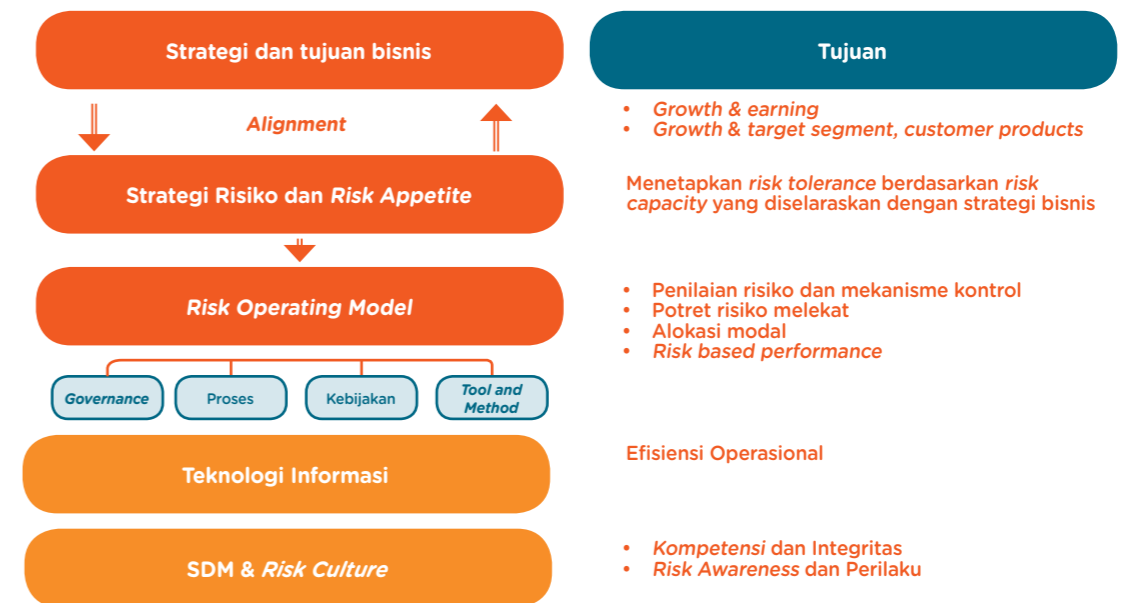 Strategi dan tujuan bisnis
Tujuan
Alignment
• Growth & earning
• Growth & target segment, customer products
Strategi Risiko dan Risk Appetite
Menetapkan risk tolerance berdasarkan risk
capacity yang diselaraskan dengan strategi bisnis
Risk Operating Model
• Penilaian risiko dan mekanisme kontrol
• Potret risiko melekat
• Alokasi modal
• Risk based performance
Governance
Proses
Kebijakan
Tool and
Method
Teknologi Informasi
Efisiensi Operasional
SDM & Risk Culture
• Kompetensi dan Integritas
• Risk Awareness dan Perilaku